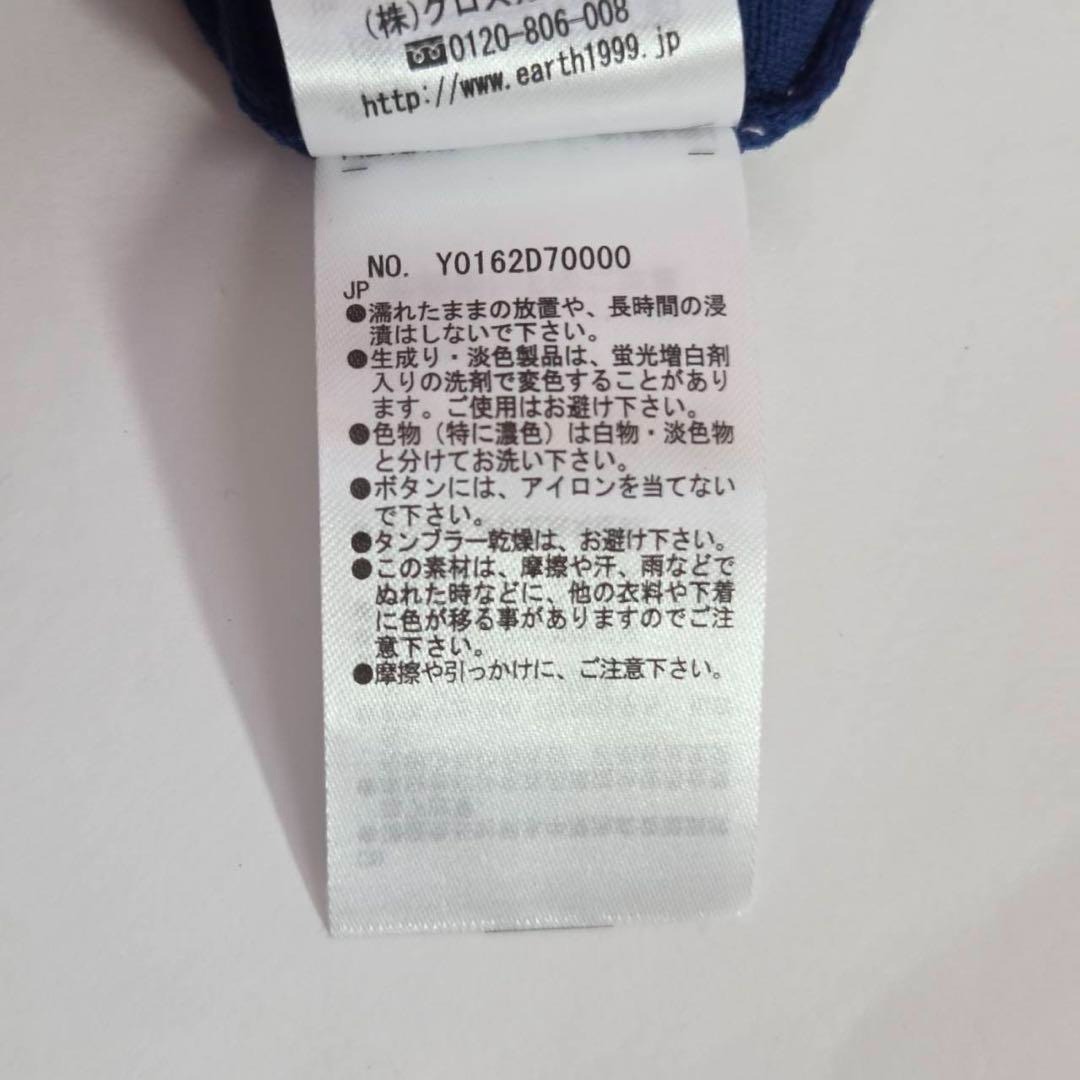 (株)クロス
0120-806-008
http://www.earth1999.jp
NO. Y0162D70000
JP
●濡れたままの放置や、長時間の浸
漬はしないで下さい。
●生成り・淡色製品は、蛍光増白剤
入りの洗剤で変色することがあり
ます。ご使用はお避け下さい。
●色物(特に濃色)は白物・淡色物
と分けてお洗い下さい。
●ボタンには、アイロンを当てない
で下さい。
●タンブラー乾燥は、お避け下さい。
●この素材は、摩擦や汗、雨などで
ぬれた時などに、他の衣料や下着
に色が移る事がありますのでご注
意下さい。
●摩擦や引っかけに、ご注意下さい。